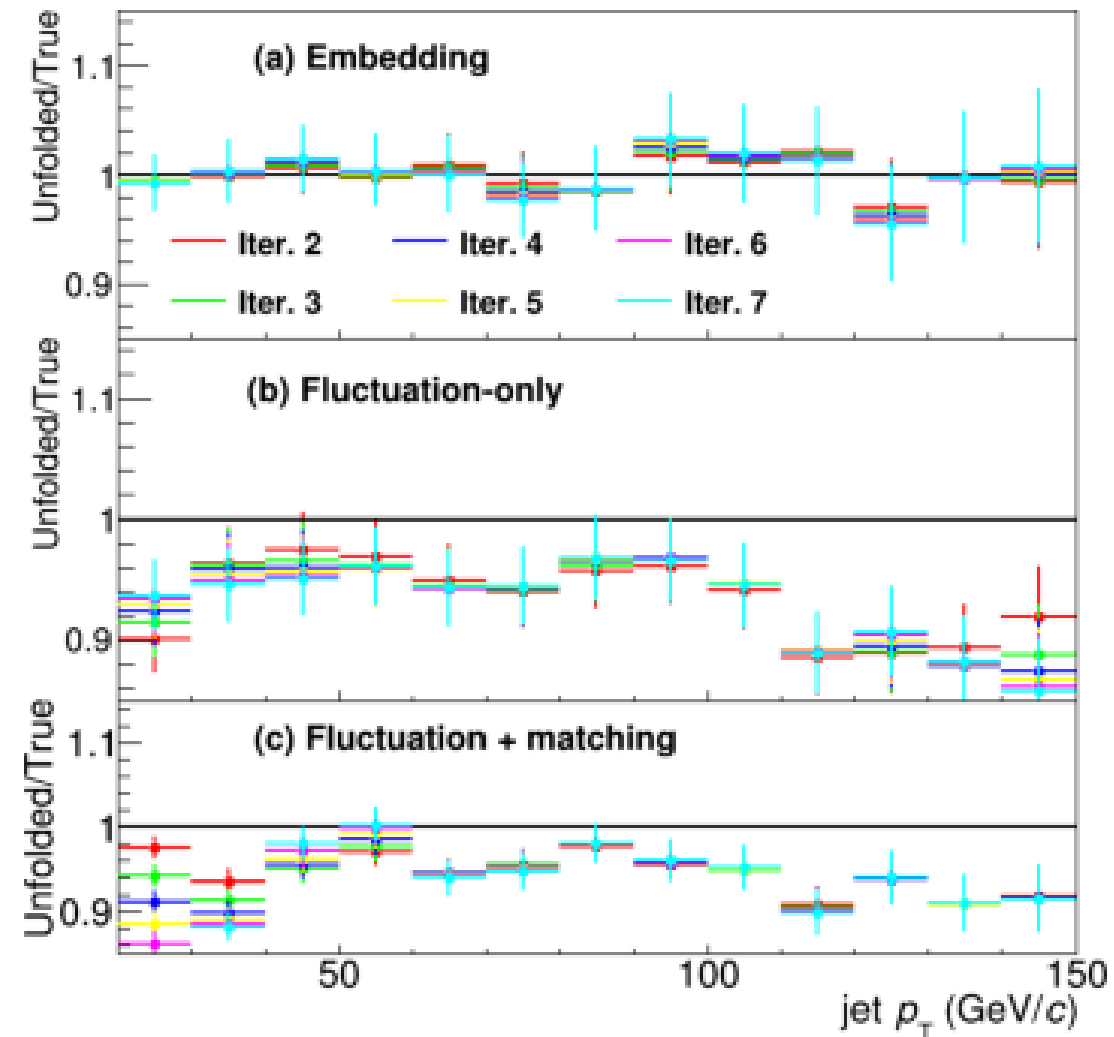 Unfolded/True
1.1
1
0.9
(a) Embedding
Iter. 2
Iter. 4
Iter. 6
Iter. 3
Iter. 5
Iter. 7
Unfolded/True
1.1
1
0.9
(b) Fluctuation-only
Unfolded/True
1.1
1
0.9
(c) Fluctuation + matching
50
100
150
jet p_T (GeV/c)